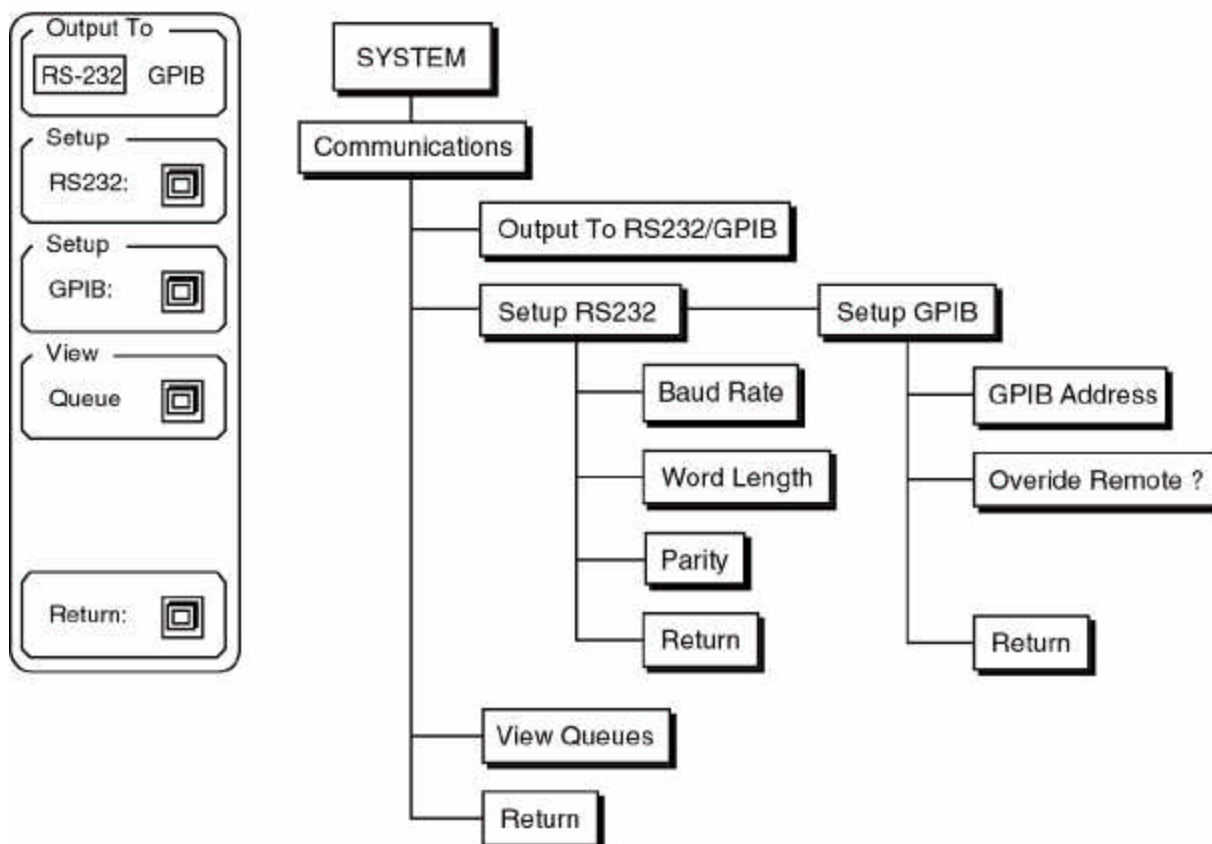 Output To
RS-232 GPIB
Setup
RS232:
Setup
GPIB:
View
Queue
Return:
SYSTEM
Communications
Output To RS232/GPIB
Setup RS232
Setup GPIB
Baud Rate
GPIB Address
Word Length
Overide Remote ?
Parity
Return
Return
View Queues
Return